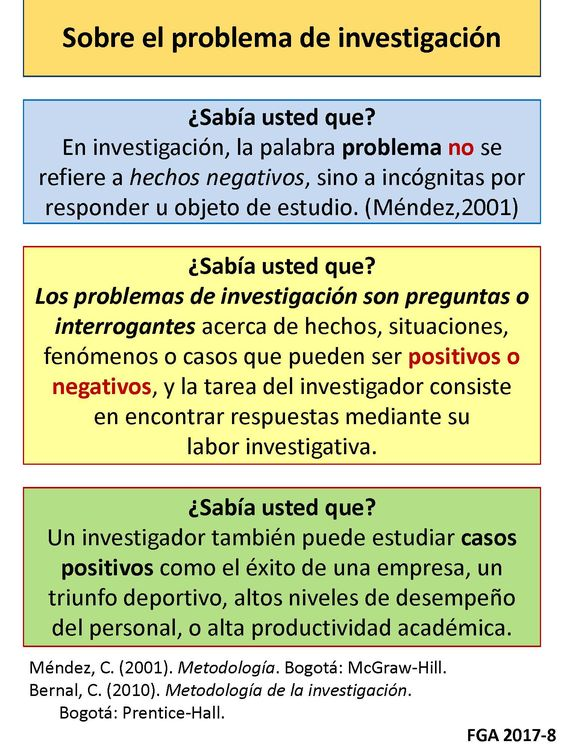 Sobre el problema de investigación
¿Sabía usted que?
En investigación, la palabra problema no se
refiere a hechos negativos, sino a incógnitas por
responder u objeto de estudio. (Méndez,2001)
¿Sabía usted que?
Los problemas de investigación son preguntas o
interrogantes acerca de hechos, situaciones,
fenómenos o casos que pueden ser positivos o
negativos, y la tarea del investigador consiste
en encontrar respuestas mediante su
labor investigativa.
¿Sabía usted que?
Un investigador también puede estudiar casos
positivos como el éxito de una empresa, un
triunfo deportivo, altos niveles de desempeño
del personal, o alta productividad académica.
Méndez, C. (2001). Metodología. Bogotá: McGraw-Hill.
Bernal, C. (2010). Metodología de la investigación.
Bogotá: Prentice-Hall.
FGA 2017-8